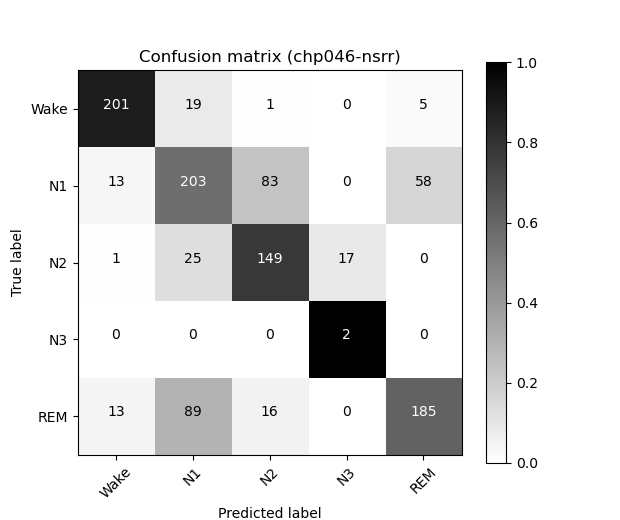 Confusion matrix (chp046-nsrr)
True label
Wake 201 19 1 0 5
N1 13 203 83 0 58
N2 1 25 149 17 0
N3 0 0 0 2 0
REM 13 89 16 0 185
Wake N1 N2 N3 REM
Predicted label
1.0
0.8
0.6
0.4
0.2
0.0